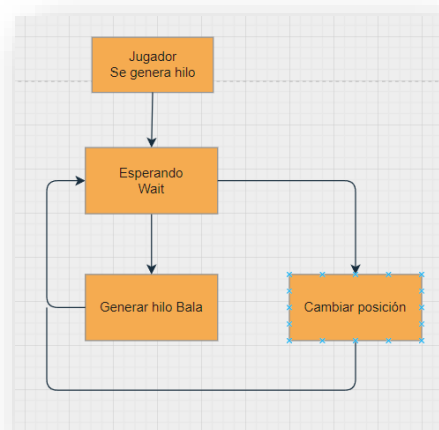 Jugador
Se genera hilo
Esperando
Wait
Generar hilo Bala
Cambiar posición